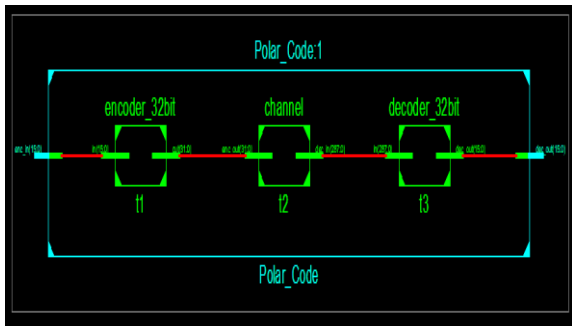 Polar_Code:1
encoder_32bit channel decoder_32bit
enc_in(15:0) in(15:0) out(31:0) enc_out(31:0) dec_in(287:0) in(287:0) dec_out(15:0) dec_out(15:0)
t1 t2 t3
Polar_Code